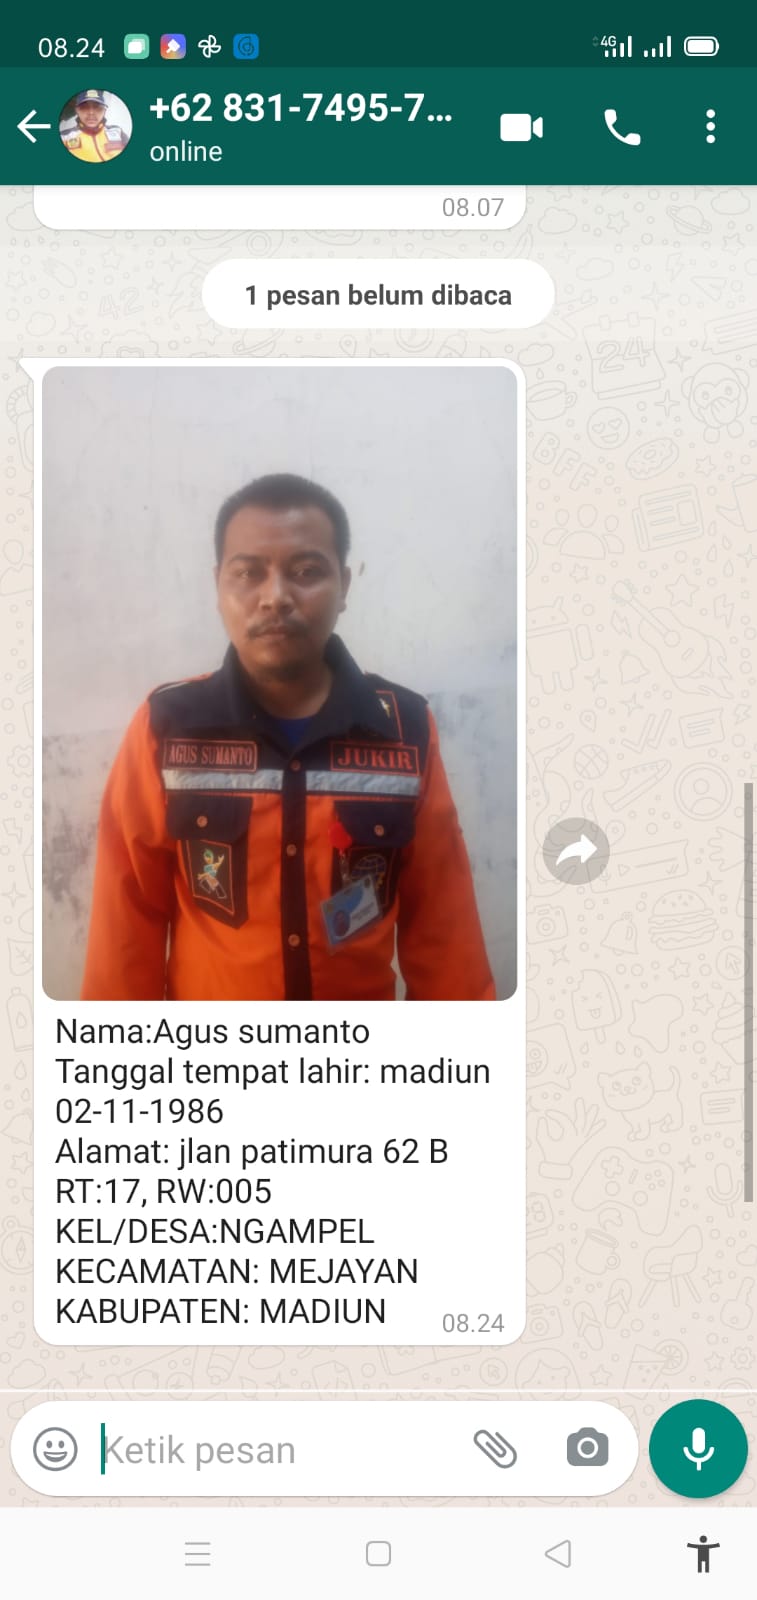 08.24
4G
+62 831-7495-7...
online
08.07
1 pesan belum dibaca
AGUS SUMANTO
JUKIR
Nama:Agus sumanto
Tanggal tempat lahir: madiun
02-11-1986
Alamat: jlan patimura 62 B
RT:17, RW:005
KEL/DESA:NGAMPEL
KECAMATAN: MEJAYAN
KABUPATEN: MADIUN
08.24
Ketik pesan